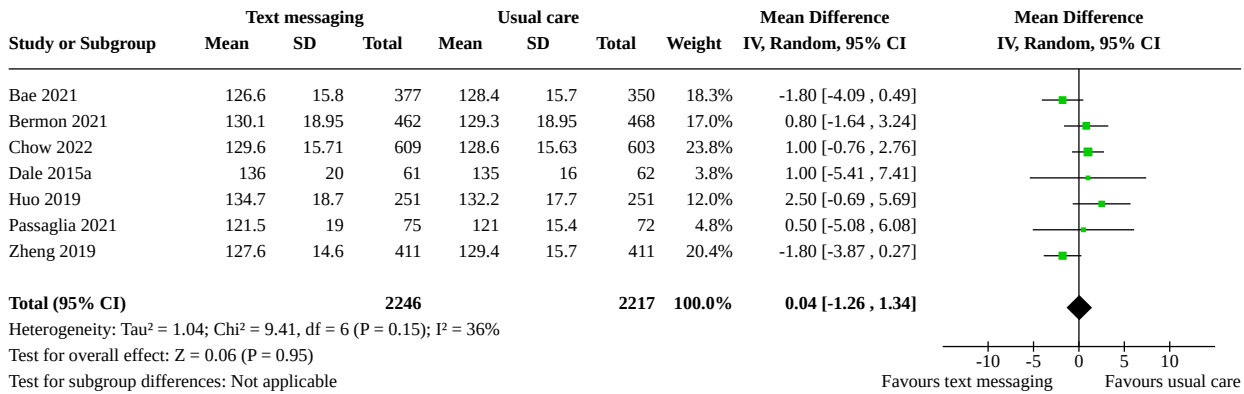 Text messaging Usual care Mean Difference Mean Difference
Study or Subgroup Mean SD Total Mean SD Total Weight IV, Random, 95% CI IV, Random, 95% CI
Bae 2021 126.6 15.8 377 128.4 15.7 350 18.3% -1.80 [-4.09 , 0.49]
Bermon 2021 130.1 18.95 462 129.3 18.95 468 17.0% 0.80 [-1.64 , 3.24]
Chow 2022 129.6 15.71 609 128.6 15.63 603 23.8% 1.00 [-0.76 , 2.76]
Dale 2015a 136 20 61 135 16 62 3.8% 1.00 [-5.41 , 7.41]
Huo 2019 134.7 18.7 251 132.2 17.7 251 12.0% 2.50 [-0.69 , 5.69]
Passaglia 2021 121.5 19 75 121 15.4 72 4.8% 0.50 [-5.08 , 6.08]
Zheng 2019 127.6 14.6 411 129.4 15.7 411 20.4% -1.80 [-3.87 , 0.27]
Total (95% CI) 2246 2217 100.0% 0.04 [-1.26 , 1.34]
Heterogeneity: Tau² = 1.04; Chi² = 9.41, df = 6 (P = 0.15); I² = 36%
Test for overall effect: Z = 0.06 (P = 0.95)
-10 -5 0 5 10
Test for subgroup differences: Not applicable
Favours text messaging Favours usual care